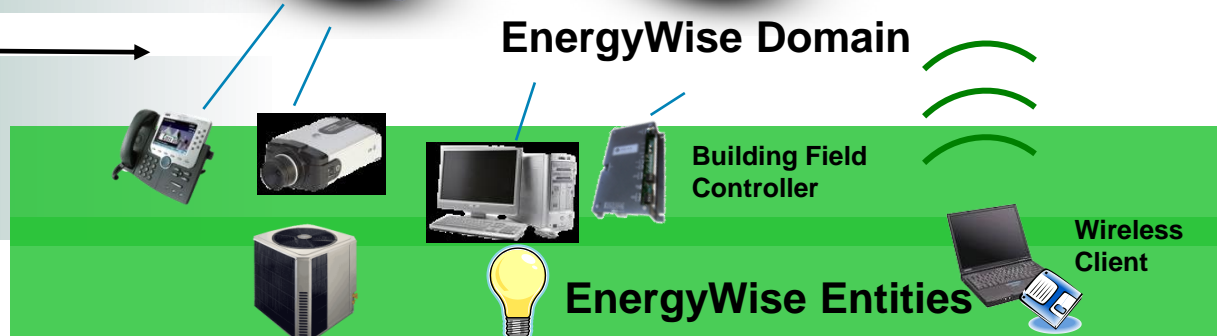 EnergyWise Domain
Building Field
Controller
Wireless
Client
EnergyWise Entities